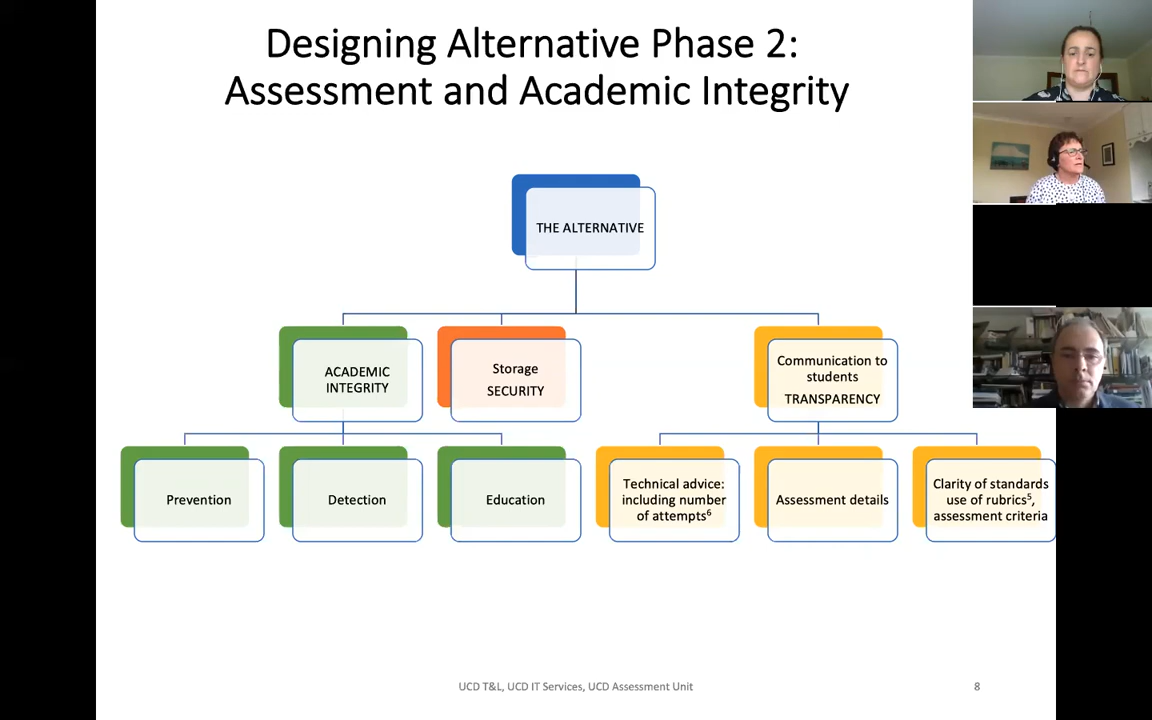 Designing Alternative Phase 2:
Assessment and Academic Integrity
THE ALTERNATIVE
ACADEMIC
INTEGRITY
Storage
SECURITY
Communication to
students
TRANSPARENCY
Prevention
Detection
Education
Technical advice:
including number
of attempts⁶
Assessment details
Clarity of standards
use of rubrics⁵,
assessment criteria
UCD T&L, UCD IT Services, UCD Assessment Unit
8